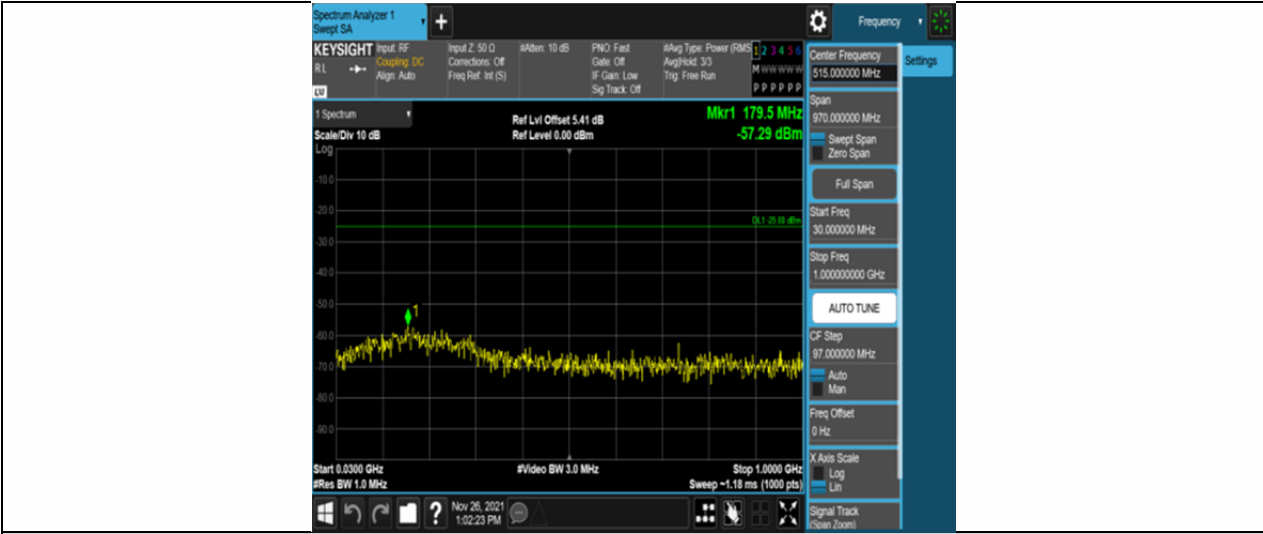 Spectrum Analyzer 1
Swept SA
+
Frequency
KEYSIGHT
Input: RF
Coupling: DC
Align: Auto
RL
LV
Input Z: 50 Ω
Corrections: Off
Freq Ref: Int (S)
#Atten: 10 dB
PNO: Fast
Gate: Off
IF Gain: Low
Sig Track: Off
#Avg Type: Power (RMS
Avg|Hold: 3/3
Trig: Free Run
1 2 3 4 5 6
M W W W W W
P P P P P P
1 Spectrum
Scale/Div 10 dB
Log
Ref Lvl Offset 5.41 dB
Ref Level 0.00 dBm
Mkr1 179.5 MHz
-57.29 dBm
-10.0
-20.0
DL1 -25.00 dBm
-30.0
-40.0
-50.0
1
-60.0
-70.0
-80.0
-90.0
Start 0.0300 GHz
#Res BW 1.0 MHz
#Video BW 3.0 MHz
Stop 1.0000 GHz
Sweep ~1.18 ms (1000 pts)
?
Nov 26, 2021
1:02:23 PM
Center Frequency
515.000000 MHz
Settings
Span
970.000000 MHz
Swept Span
Zero Span
Full Span
Start Freq
30.000000 MHz
Stop Freq
1.000000000 GHz
AUTO TUNE
CF Step
97.000000 MHz
Auto
Man
Freq Offset
0 Hz
X Axis Scale
Log
Lin
Signal Track
(Span Zoom)